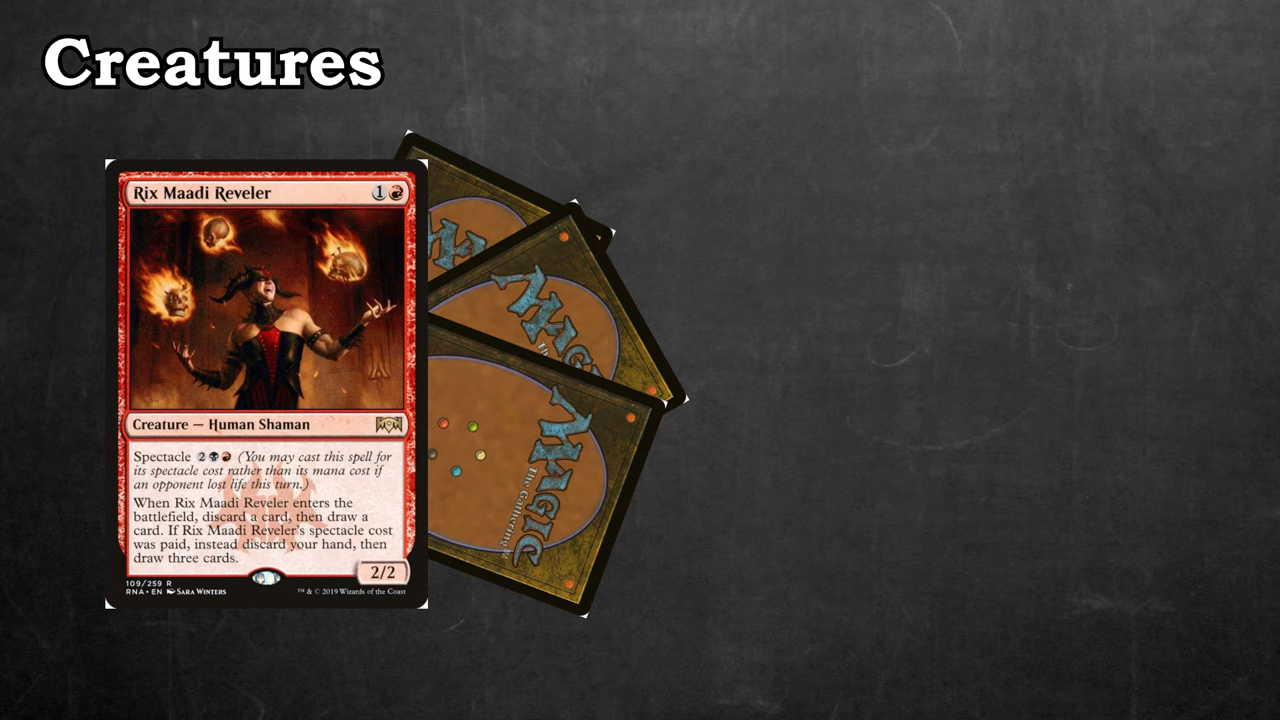 Creatures
Rix Maadi Reveler 1
Creature — Human Shaman
Spectacle 2 (You may cast this spell for
its spectacle cost rather than its mana cost if
an opponent lost life this turn.)
When Rix Maadi Reveler enters the
battlefield, discard a card, then draw a
card. If Rix Maadi Reveler's spectacle cost
was paid, instead discard your hand, then
draw three cards.
2/2
109/259 R
RNA • EN SARA WINTERS
™ & © 2019 Wizards of the Coast
MAGIC
The Gathering